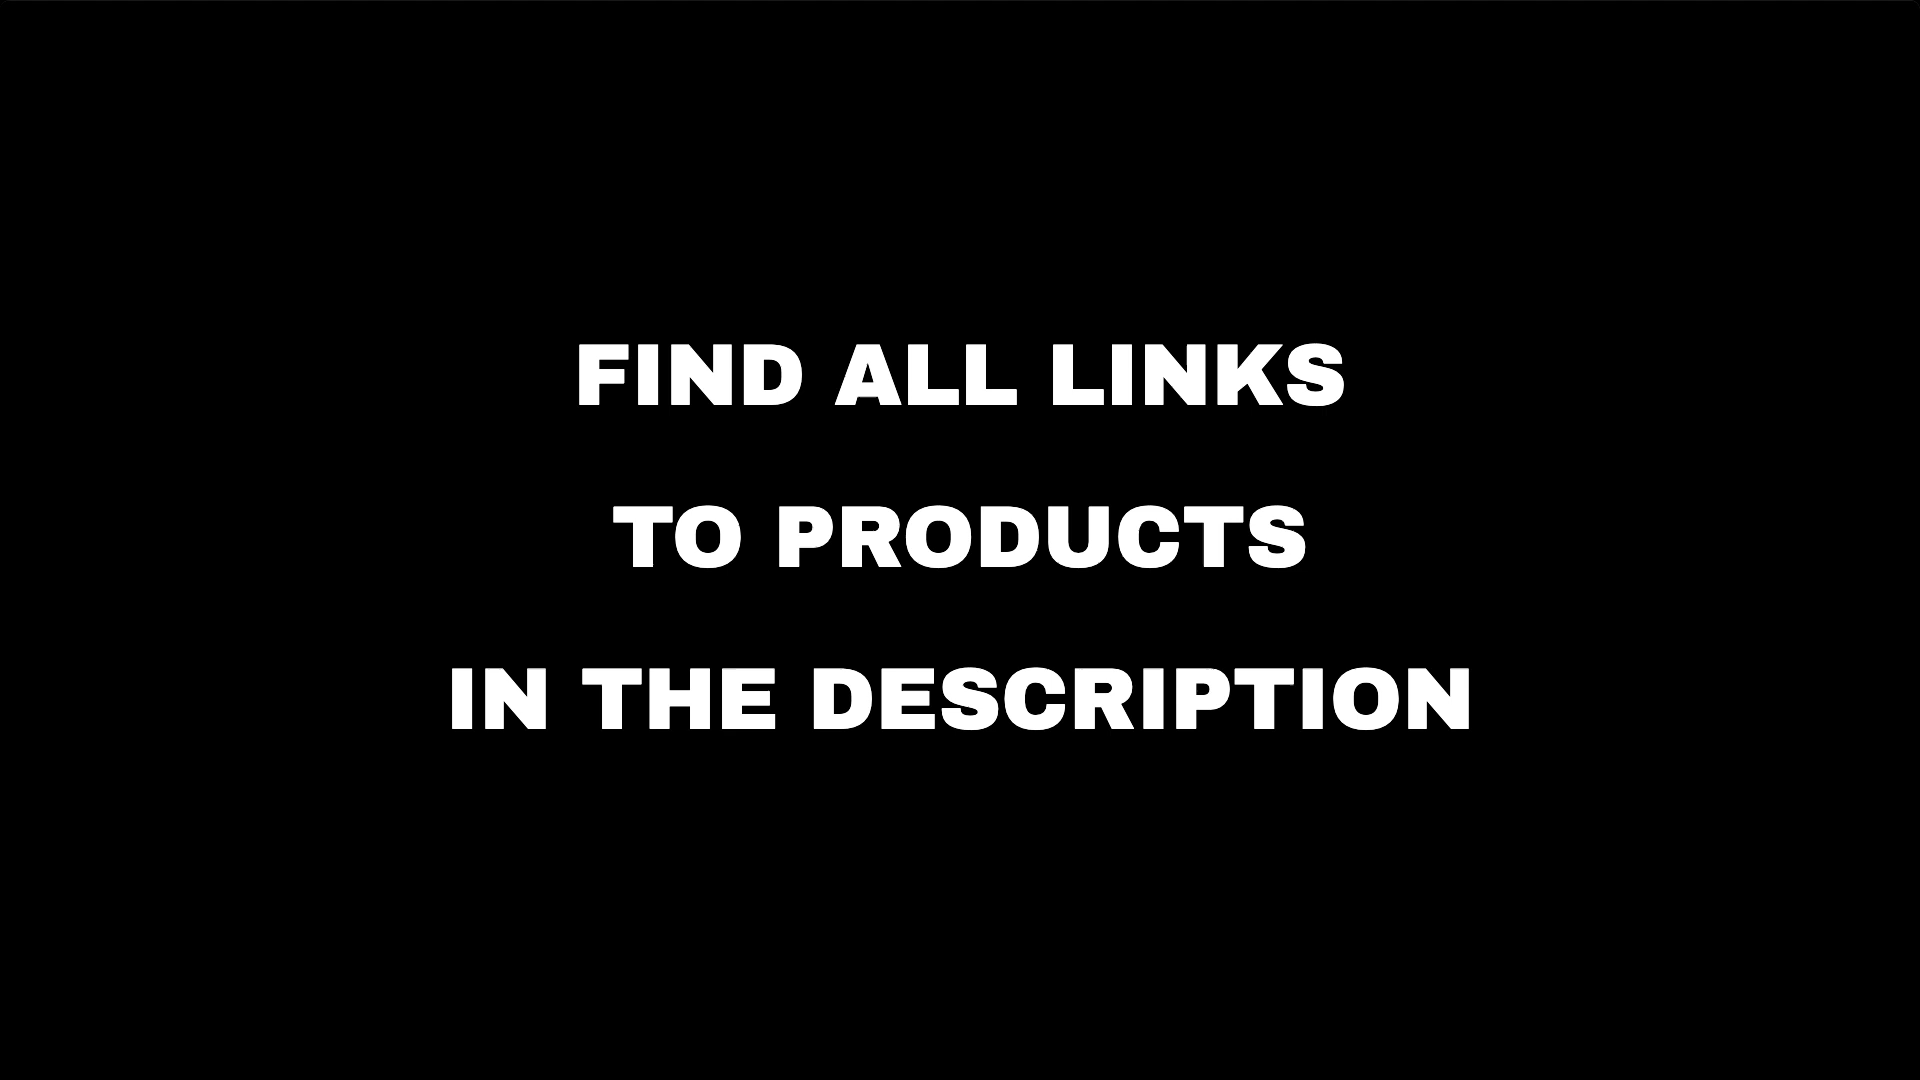 FIND ALL LINKS
TO PRODUCTS
IN THE DESCRIPTION